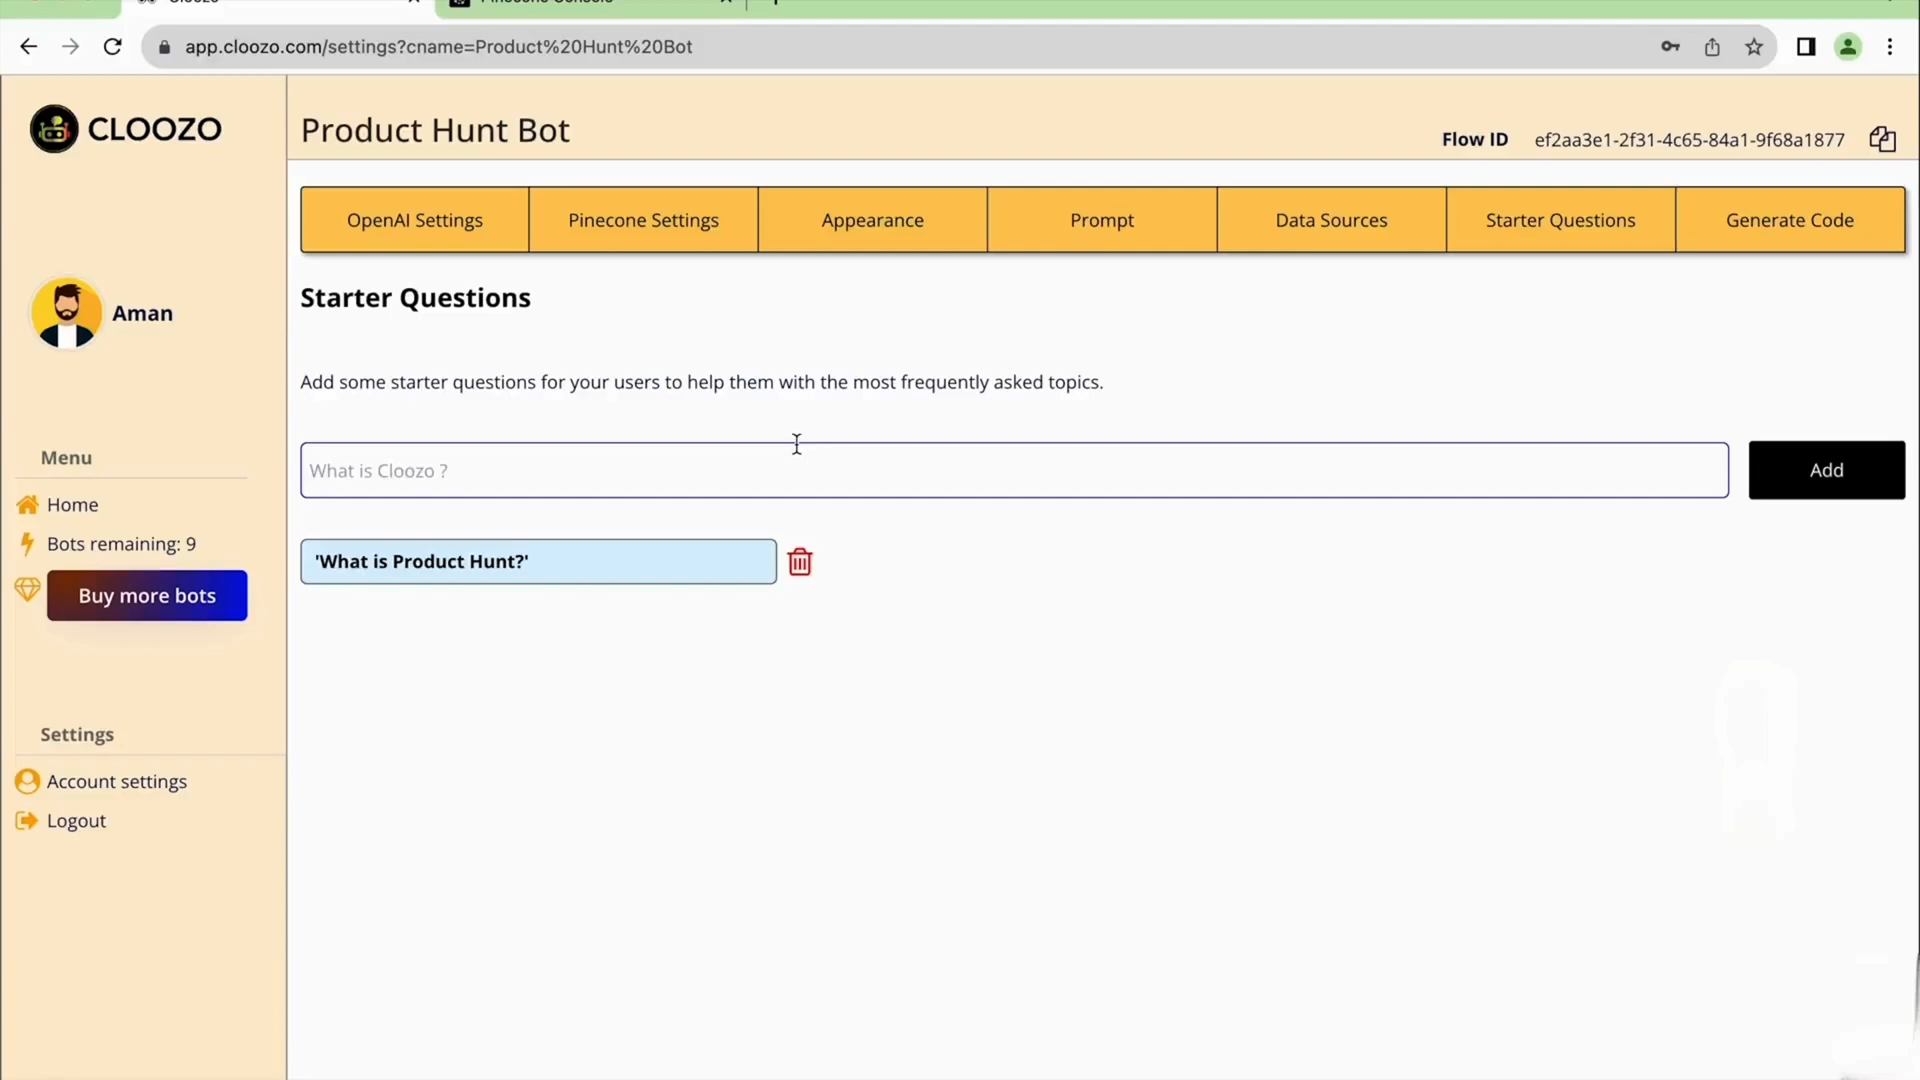 Cloozo
Pinecone Console
app.cloozo.com/settings?cname=Product%20Hunt%20Bot
CLOOZO
Product Hunt Bot
Flow ID ef2aa3e1-2f31-4c65-84a1-9f68a1877
OpenAI Settings
Pinecone Settings
Appearance
Prompt
Data Sources
Starter Questions
Generate Code
Starter Questions
Aman
Add some starter questions for your users to help them with the most frequently asked topics.
Menu
What is Cloozo ?
Add
Home
Bots remaining: 9
'What is Product Hunt?'
Buy more bots
Settings
Account settings
Logout